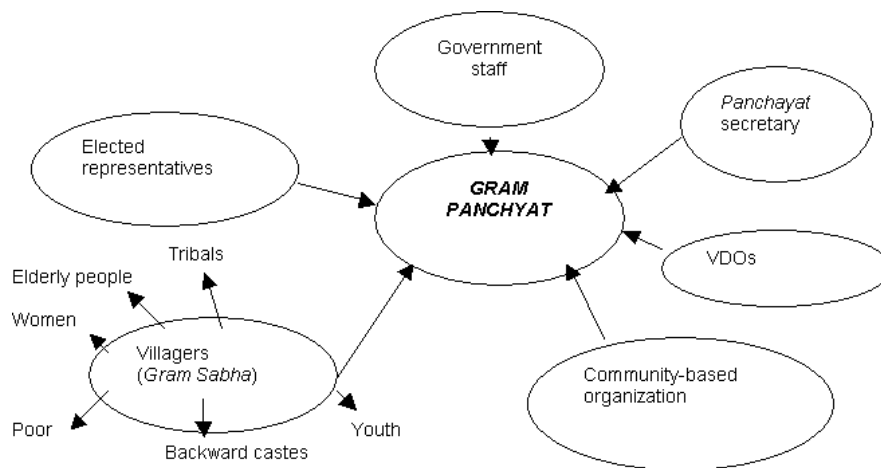 Government
staff
Panchayat
secretary
Elected
representatives
GRAM
PANCHYAT
Tribals
VDOs
Elderly people
Women
Villagers
(Gram Sabha)
Community-based
organization
Poor
Youth
Backward castes